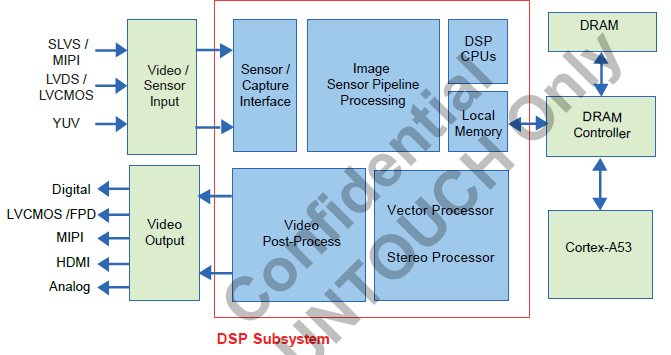 SLVS /
MIPI
LVDS /
LVCMOS
YUV
Video /
Sensor
Input
Sensor /
Capture
Interface
Image
Sensor Pipeline
Processing
DSP
CPUs
Local
Memory
DRAM
DRAM
Controller
Cortex-A53
Digital
LVCMOS /FPD
MIPI
HDMI
Analog
Video
Output
Video
Post-Process
Vector Processor
Stereo Processor
DSP Subsystem
Confidential
UNTOUCH Only